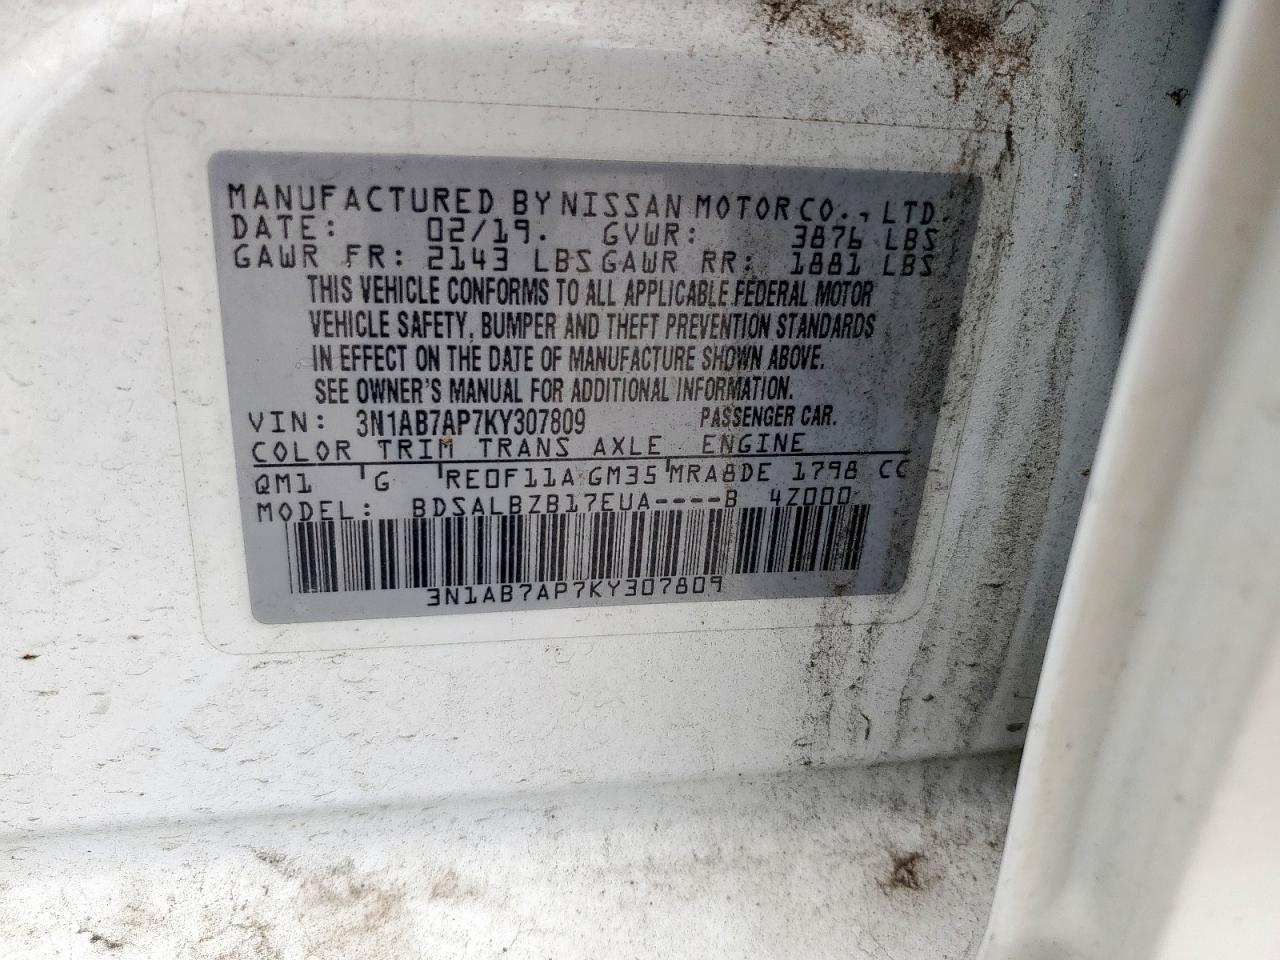 MANUFACTURED BY NISSAN MOTOR CO., LTD.
DATE: 02/19. GVWR: 3876 LBS
GAWR FR: 2143 LBS GAWR RR: 1881 LBS
THIS VEHICLE CONFORMS TO ALL APPLICABLE FEDERAL MOTOR
VEHICLE SAFETY, BUMPER AND THEFT PREVENTION STANDARDS
IN EFFECT ON THE DATE OF MANUFACTURE SHOWN ABOVE.
SEE OWNER'S MANUAL FOR ADDITIONAL INFORMATION.
VIN: 3N1AB7AP7KY307809 PASSENGER CAR.
COLOR TRIM TRANS AXLE ENGINE
QM1 G RE0F11A GM35 MRA8DE 1798 CC
MODEL: BDSALBZB17EUA----B 4Z000
3N1AB7AP7KY307809